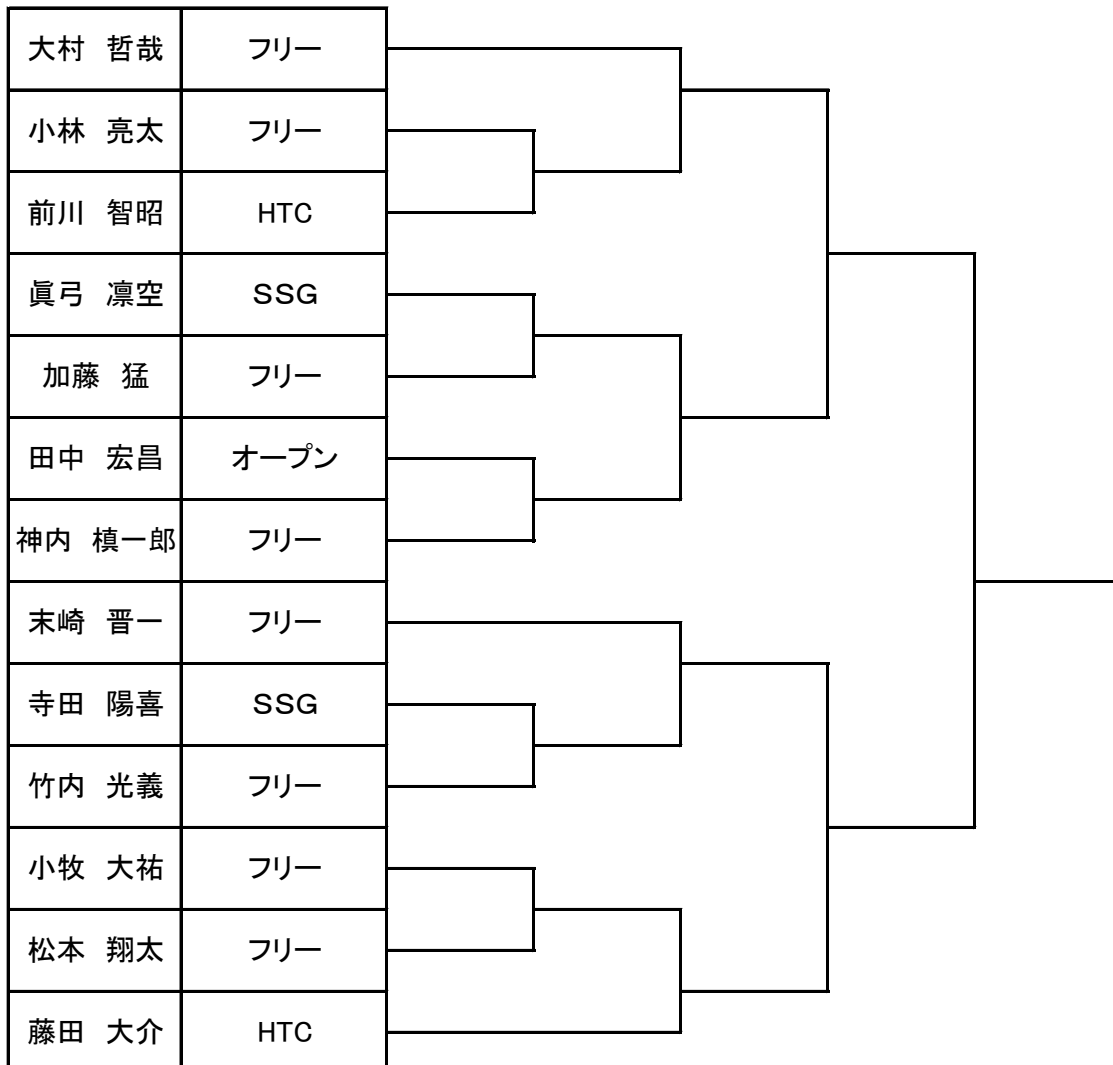 大村　哲哉 フリー
小林　亮太 フリー
前川　智昭 HTC
眞弓　凛空 SSG
加藤　猛 フリー
田中　宏昌 オープン
神内　槙一郎 フリー
末崎　晋一 フリー
寺田　陽喜 SSG
竹内　光義 フリー
小牧　大祐 フリー
松本　翔太 フリー
藤田　大介 HTC